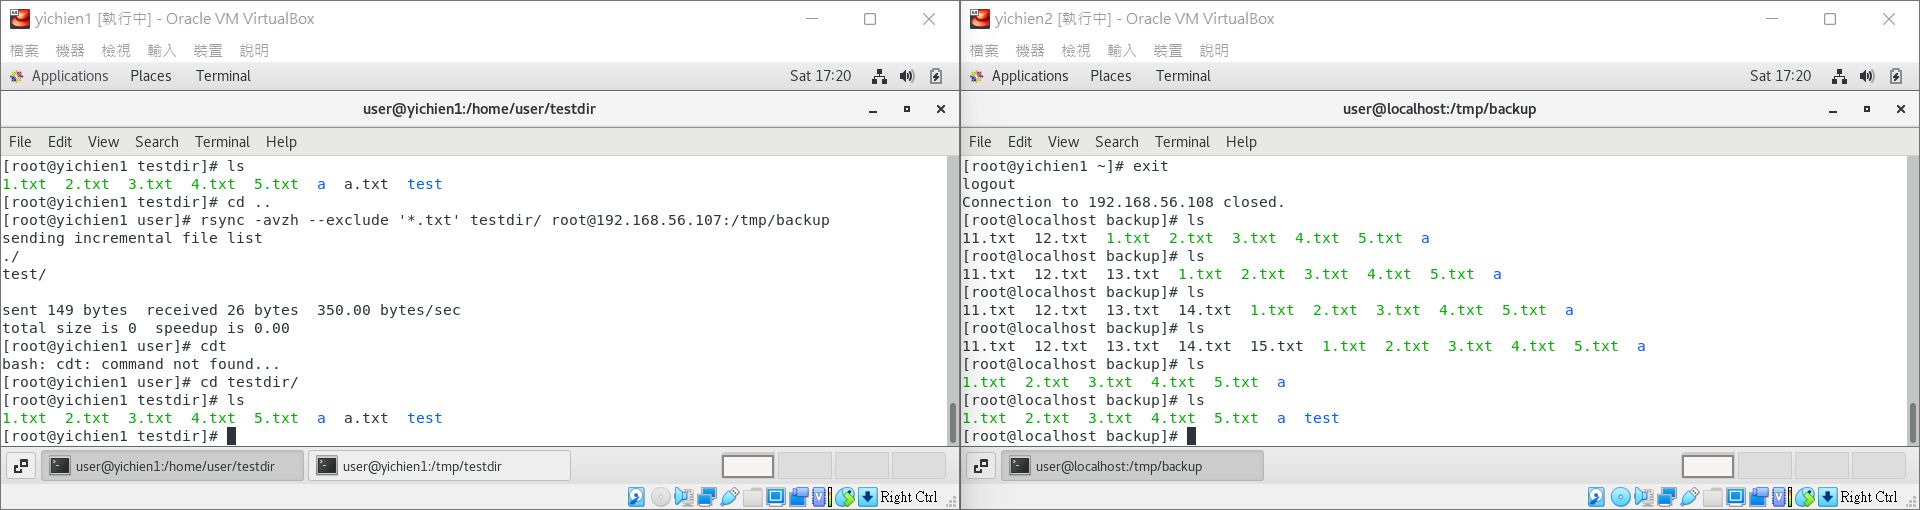 yichien1 [執行中] - Oracle VM VirtualBox
檔案 機器 檢視 輸入 裝置 說明
Applications Places Terminal Sat 17:20
user@yichien1:/home/user/testdir
File Edit View Search Terminal Help
[root@yichien1 testdir]# ls
1.txt  2.txt  3.txt  4.txt  5.txt  a  a.txt  test
[root@yichien1 testdir]# cd ..
[root@yichien1 user]# rsync -avzh --exclude '*.txt' testdir/ root@192.168.56.107:/tmp/backup
sending incremental file list
./
test/
sent 149 bytes  received 26 bytes  350.00 bytes/sec
total size is 0  speedup is 0.00
[root@yichien1 user]# cdt
bash: cdt: command not found...
[root@yichien1 user]# cd testdir/
[root@yichien1 testdir]# ls
1.txt  2.txt  3.txt  4.txt  5.txt  a  a.txt  test
[root@yichien1 testdir]#
user@yichien1:/home/user/testdir user@yichien1:/tmp/testdir
Right Ctrl
yichien2 [執行中] - Oracle VM VirtualBox
檔案 機器 檢視 輸入 裝置 說明
Applications Places Terminal Sat 17:20
user@localhost:/tmp/backup
File Edit View Search Terminal Help
[root@yichien1 ~]# exit
logout
Connection to 192.168.56.108 closed.
[root@localhost backup]# ls
11.txt  12.txt  1.txt  2.txt  3.txt  4.txt  5.txt  a
[root@localhost backup]# ls
11.txt  12.txt  13.txt  1.txt  2.txt  3.txt  4.txt  5.txt  a
[root@localhost backup]# ls
11.txt  12.txt  13.txt  14.txt  1.txt  2.txt  3.txt  4.txt  5.txt  a
[root@localhost backup]# ls
11.txt  12.txt  13.txt  14.txt  15.txt  1.txt  2.txt  3.txt  4.txt  5.txt  a
[root@localhost backup]# ls
1.txt  2.txt  3.txt  4.txt  5.txt  a
[root@localhost backup]# ls
1.txt  2.txt  3.txt  4.txt  5.txt  a  test
[root@localhost backup]#
user@localhost:/tmp/backup
Right Ctrl